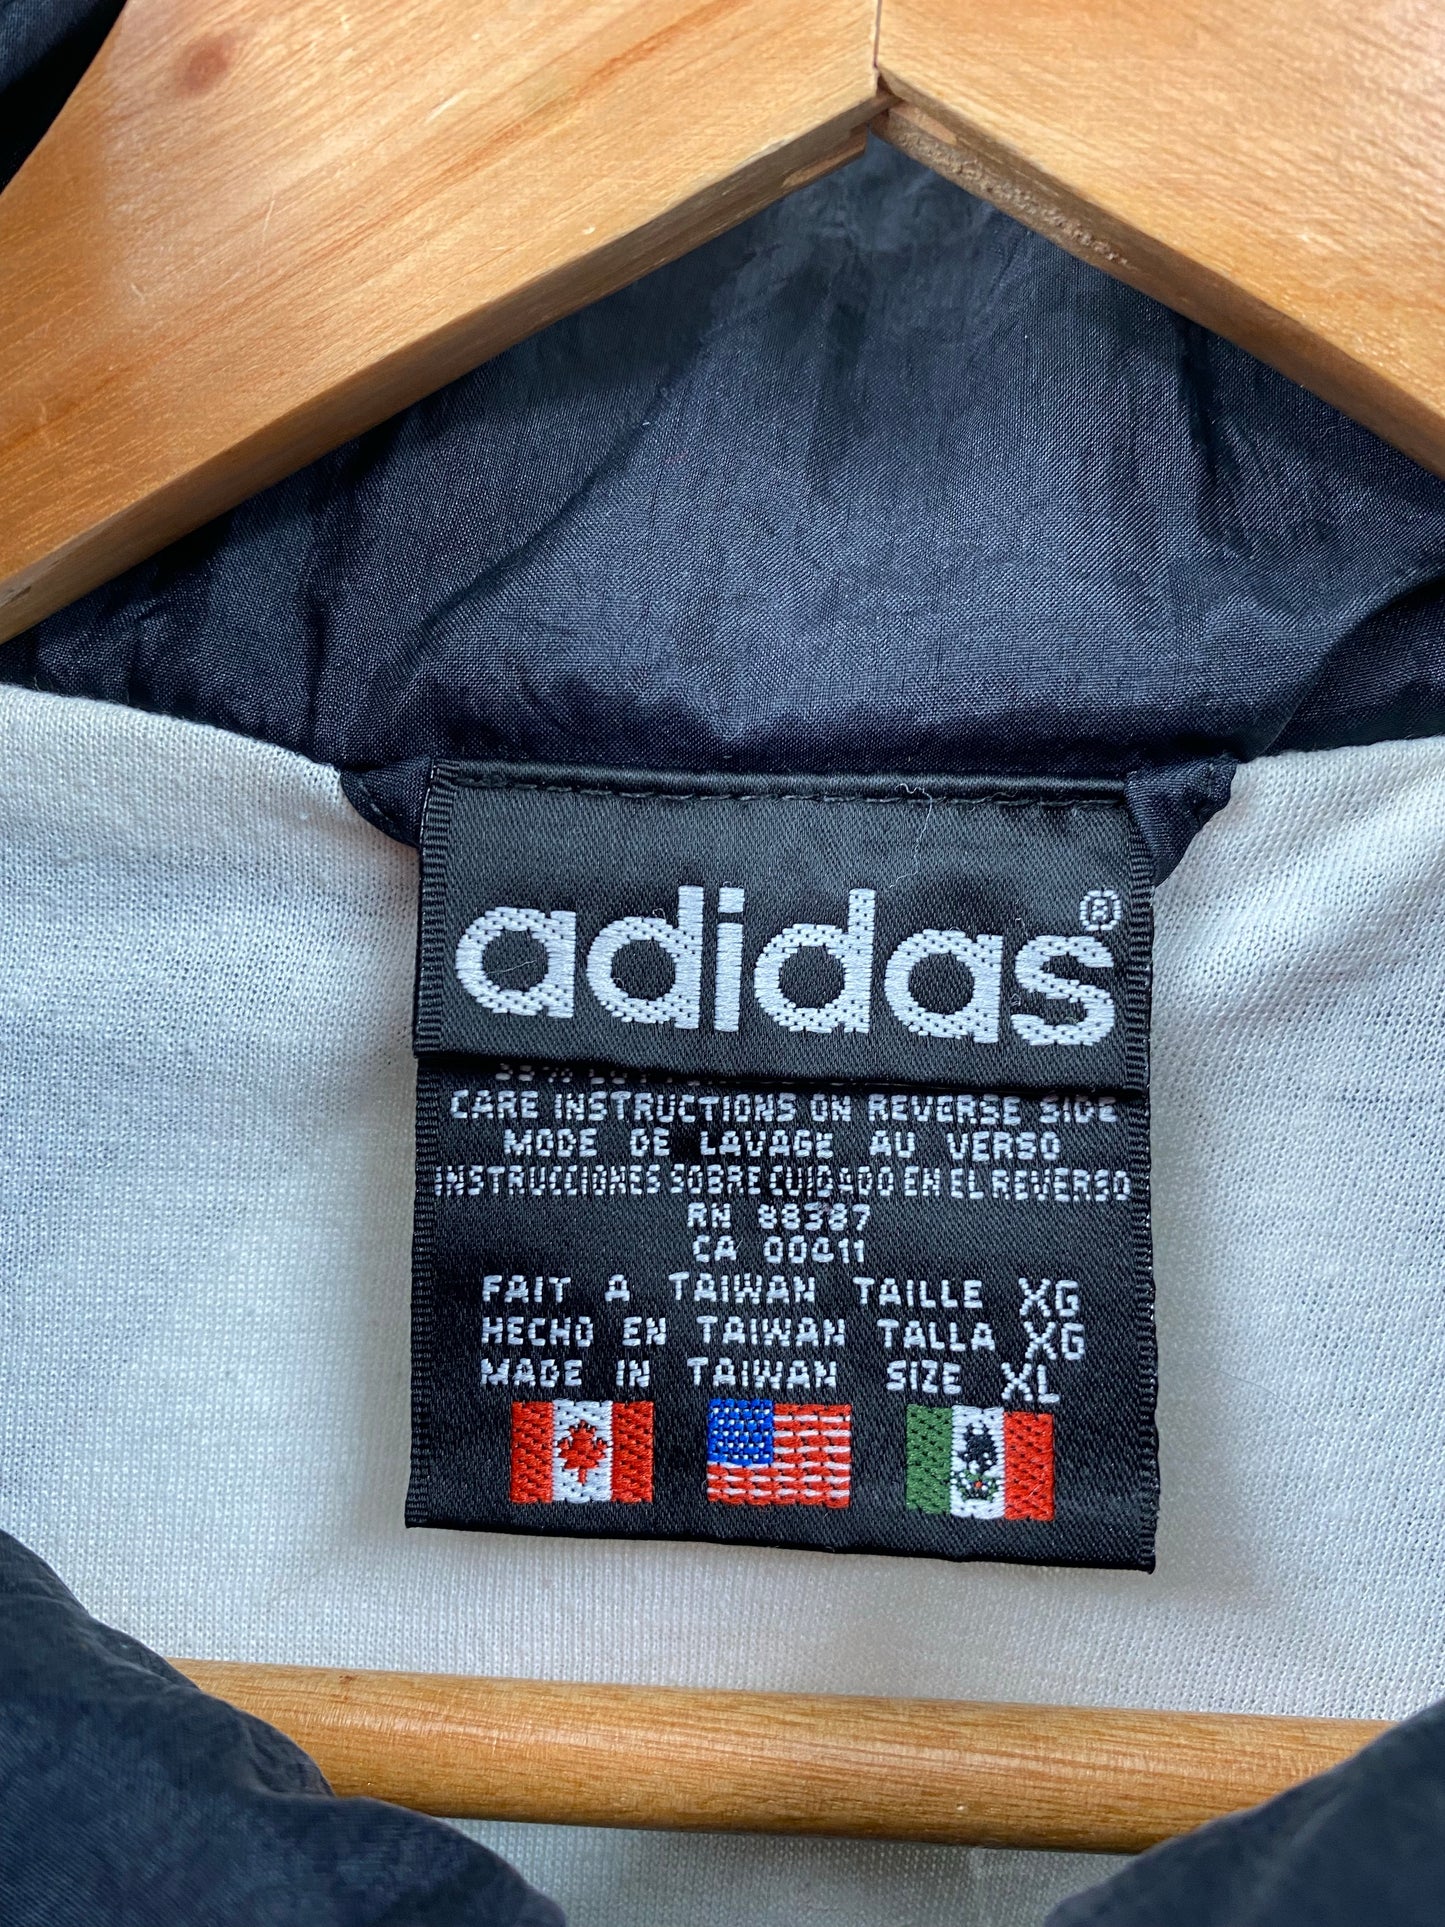 adidas®
CARE INSTRUCTIONS ON REVERSE SIDE
MODE DE LAVAGE AU VERSO
INSTRUCCIONES SOBRE CUIDADO EN EL REVERSO
RN 88387
CA 00411
FAIT A TAIWAN TAILLE XG
HECHO EN TAIWAN TALLA XG
MADE IN TAIWAN SIZE XL